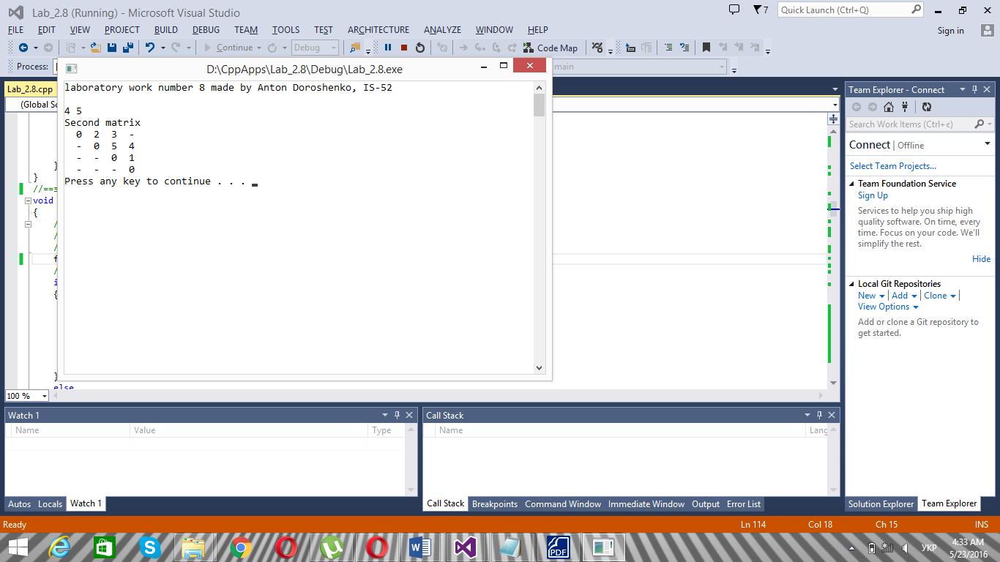 Lab_2.8 (Running) - Microsoft Visual Studio
7
Quick Launch (Ctrl+Q)
FILE EDIT VIEW PROJECT BUILD DEBUG TEAM TOOLS TEST ARCHITECTURE ANALYZE WINDOW HELP
Sign in
Continue Debug Code Map
Process: main
D:\CppApps\Lab_2.8\Debug\Lab_2.8.exe
laboratory work number 8 made by Anton Doroshenko, IS-52
4 5
Second matrix
0 2 3 -
- 0 5 4
- - 0 1
- - - 0
Press any key to continue . . .
Lab_2.8.cpp
(Global
}
}
//==
void
{
/
/
/
f
/
i
{
}
else
100 %
Team Explorer - Connect
Search Work Items (Ctrl+є)
Connect | Offline
Select Team Projects...
Team Foundation Service
Sign Up
Services to help you ship high
quality software. On time, every
time. Focus on your code. We'll
simplify the rest.
Hide
Local Git Repositories
New | Add | Clone |
View Options
Add or clone a Git repository to
get started.
Watch 1
Name Value Type
Autos Locals Watch 1
Call Stack
Name Lang
Call Stack Breakpoints Command Window Immediate Window Output Error List
Solution Explorer Team Explorer
Ready Ln 114 Col 18 Ch 15 INS
PDF
УКР
4:33 AM
5/23/2016